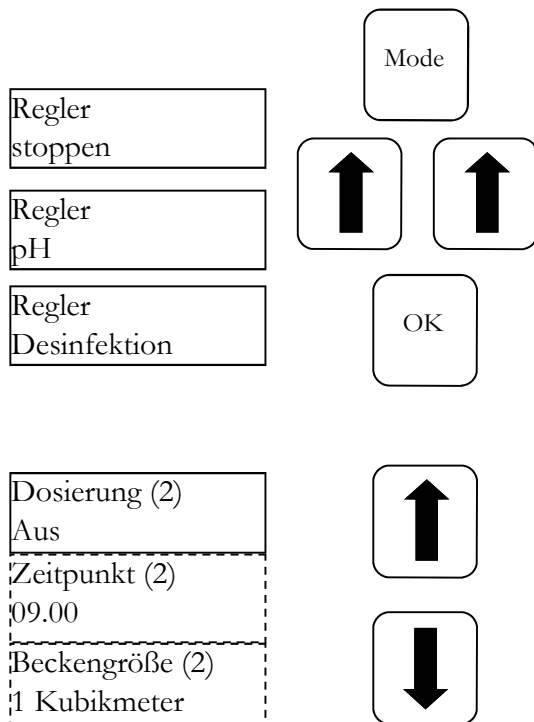 Mode
Regler
stoppen
Regler
pH
Regler
Desinfektion
OK
Dosierung (2)
Aus
Zeitpunkt (2)
09.00
Beckengröße (2)
1 Kubikmeter